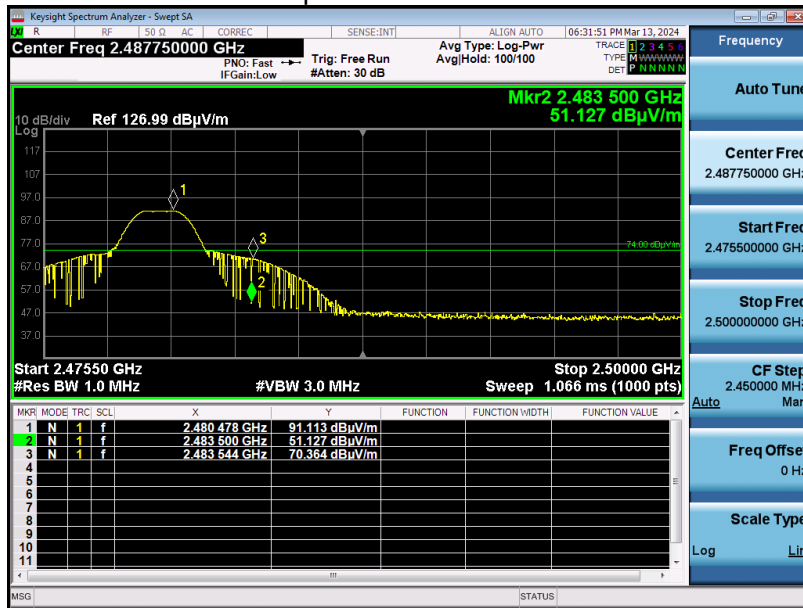 Keysight Spectrum Analyzer - Swept SA
LXI R RF 50 Ω AC CORREC SENSE:INT ALIGN AUTO 06:31:51 PM Mar 13, 2024
Center Freq 2.487750000 GHz
PNO: Fast
IFGain:Low
Trig: Free Run
#Atten: 30 dB
Avg Type: Log-Pwr
Avg|Hold: 100/100
TRACE 1 2 3 4 5 6
TYPE M WWWWW
DET P N N N N N
Mkr2 2.483 500 GHz
51.127 dBµV/m
10 dB/div Ref 126.99 dBµV/m
Log
117
107
97.0
87.0
77.0
67.0
57.0
47.0
37.0
1
3
2
74.00 dBµV/m
Start 2.47550 GHz Stop 2.50000 GHz
#Res BW 1.0 MHz #VBW 3.0 MHz Sweep 1.066 ms (1000 pts)
MKR MODE TRC SCL X Y FUNCTION FUNCTION WIDTH FUNCTION VALUE
1 N 1 f 2.480 478 GHz 91.113 dBµV/m
2 N 1 f 2.483 500 GHz 51.127 dBµV/m
3 N 1 f 2.483 544 GHz 70.364 dBµV/m
4
5
6
7
8
9
10
11
MSG STATUS
Frequency
Auto Tune
Center Freq
2.487750000 GHz
Start Freq
2.475500000 GHz
Stop Freq
2.500000000 GHz
CF Step
2.450000 MHz
Auto Man
Freq Offset
0 Hz
Scale Type
Log Lin